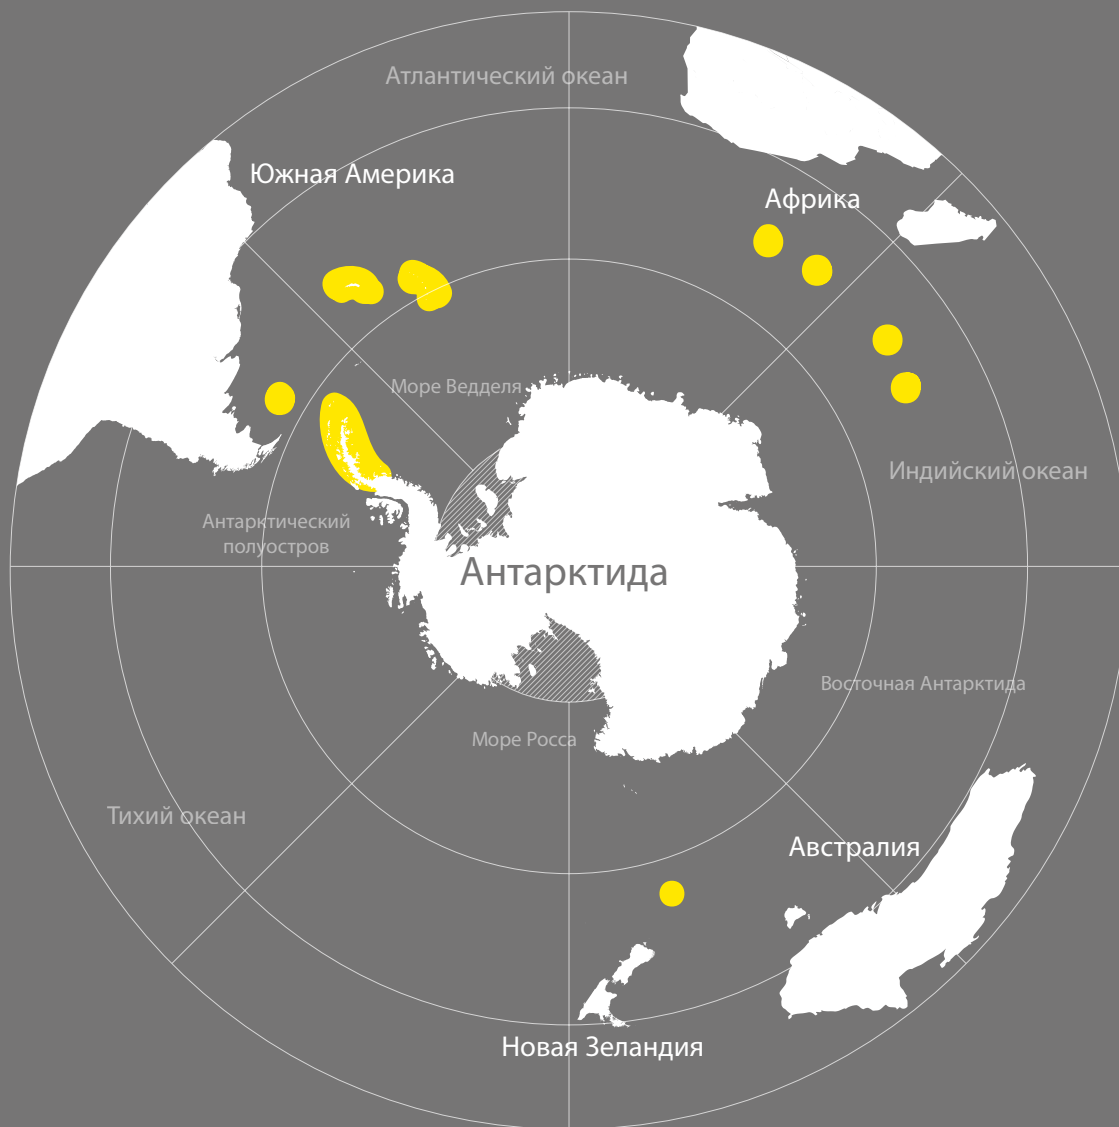 Атлантический океан
Южная Америка
Африка
Море Ведделя
Индийский океан
Антарктический
полуостров
Антарктида
Восточная Антарктида
Море Росса
Тихий океан
Австралия
Новая Зеландия